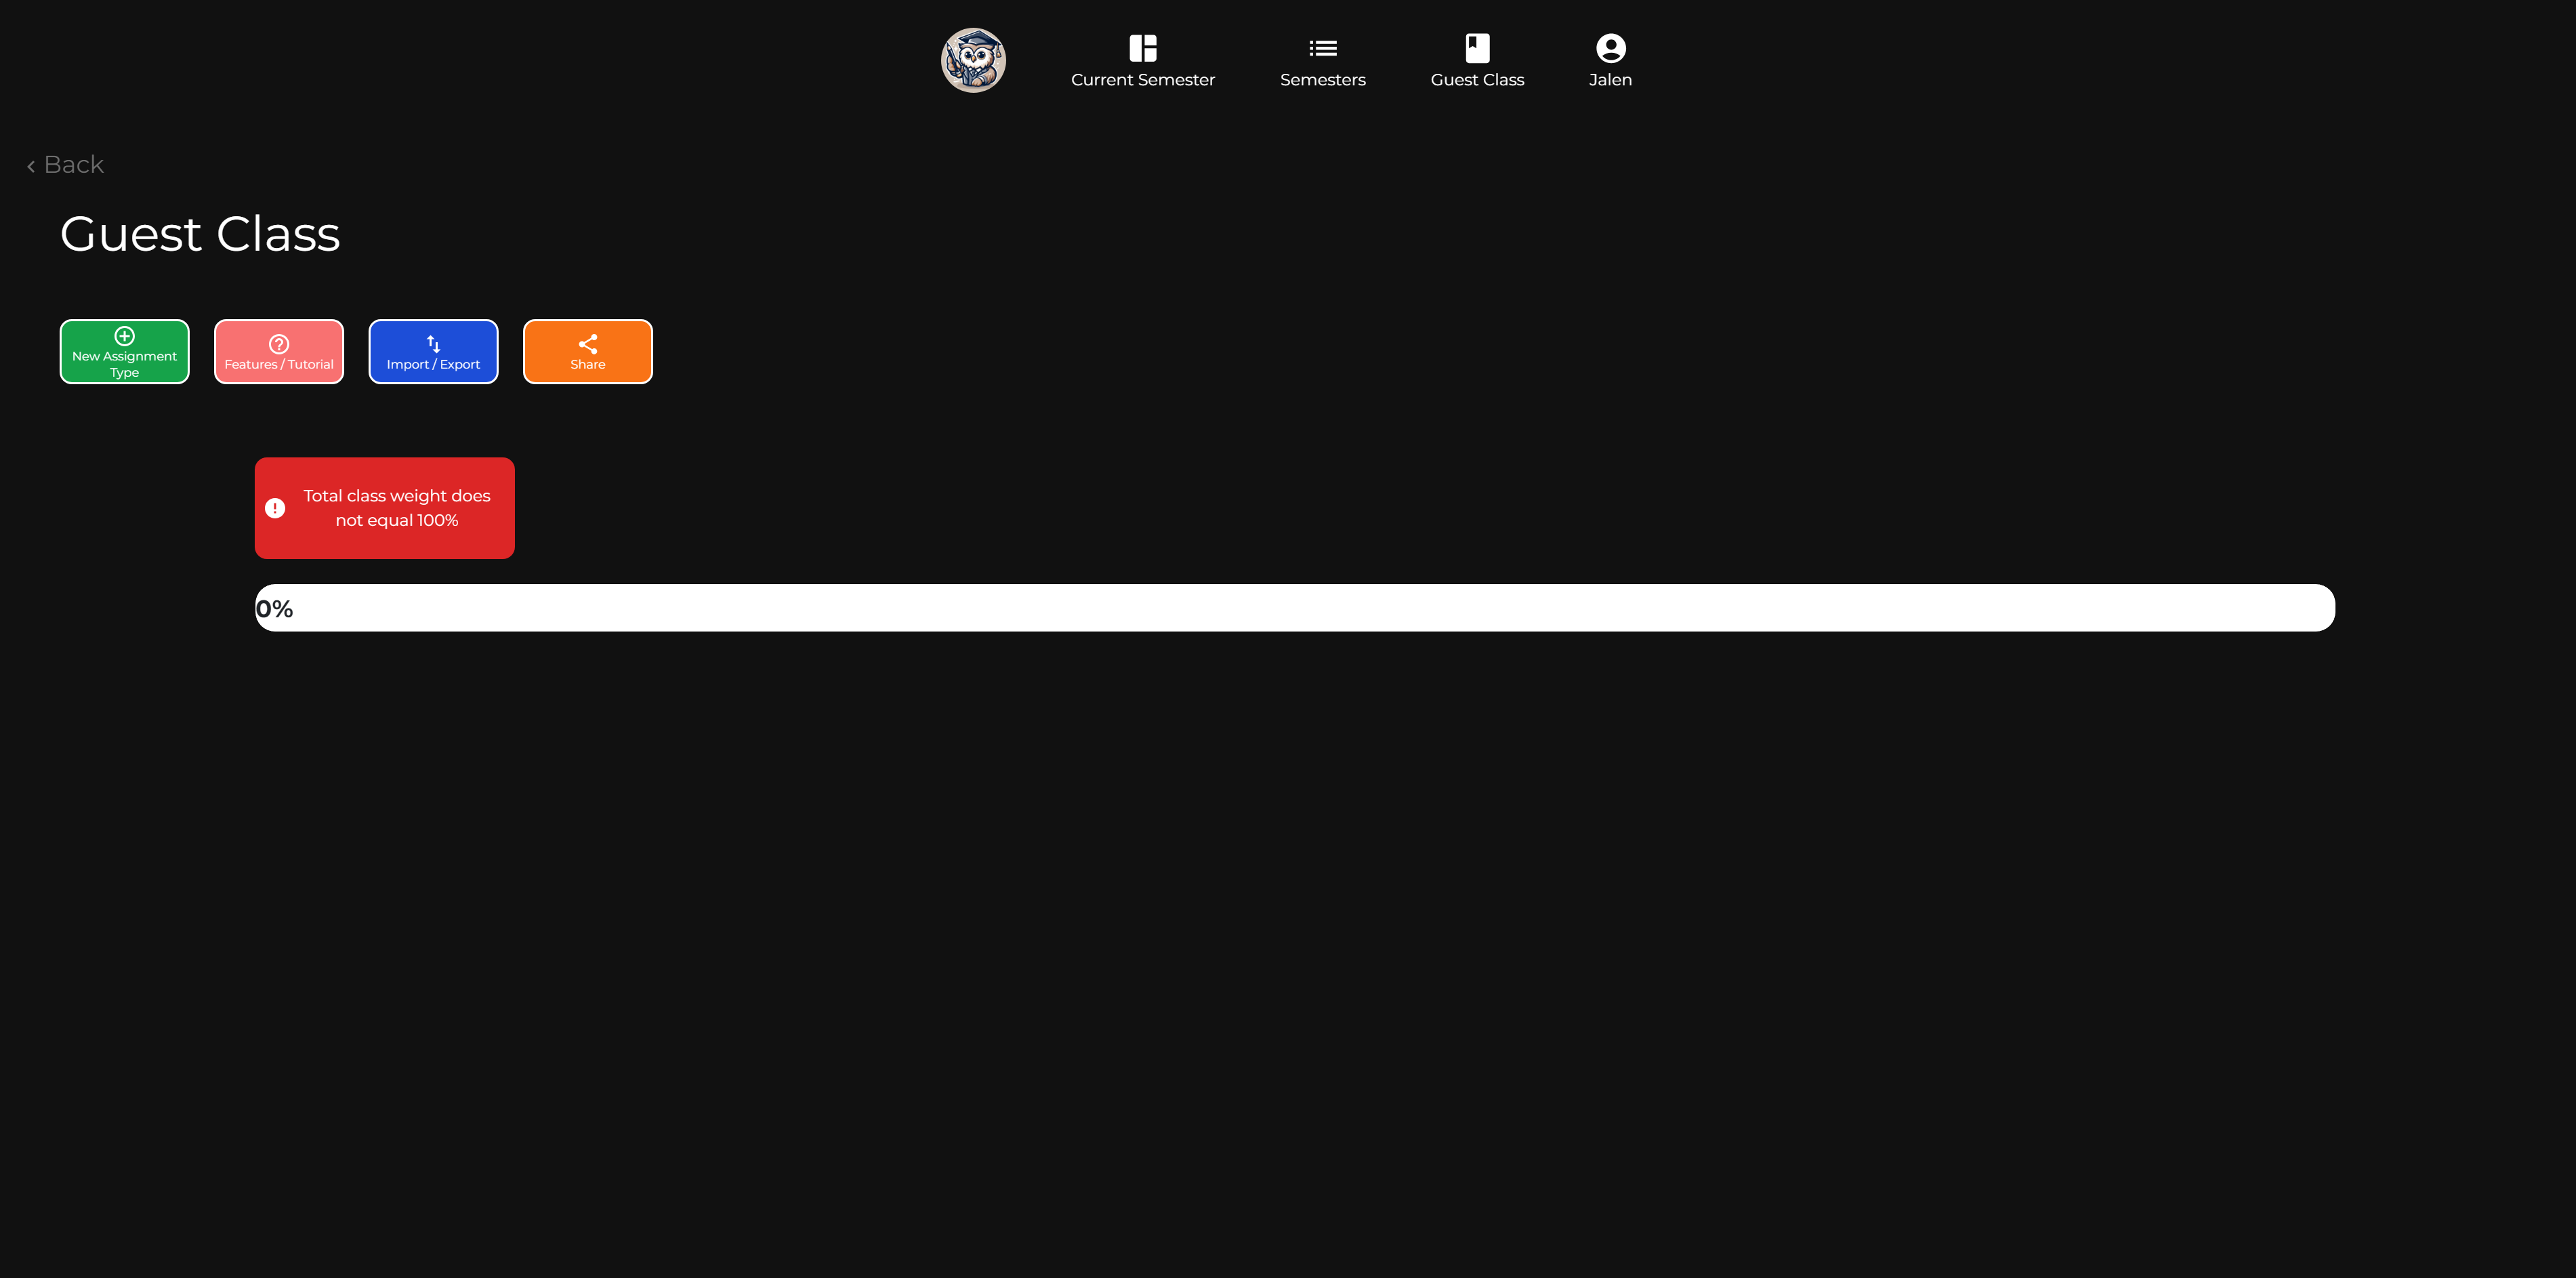 Current Semester
Semesters
Guest Class
Jalen
Back
Guest Class
New Assignment
Type
Features / Tutorial
Import / Export
Share
Total class weight does
not equal 100%
0%